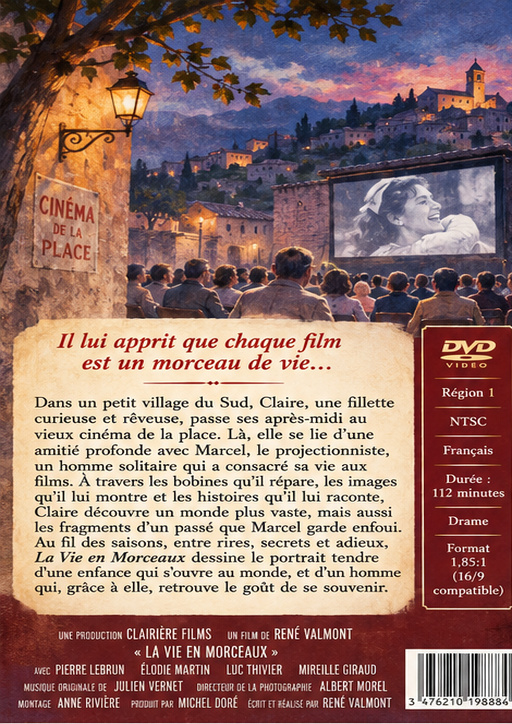 CINÉMA
DE LA
PLACE
Il lui apprit que chaque film
est un morceau de vie…
Dans un petit village du Sud, Claire, une fillette
curieuse et rêveuse, passe ses après-midi au
vieux cinéma de la place. Là, elle se lie d'une
amitié profonde avec Marcel, le projectionniste,
un homme solitaire qui a consacré sa vie aux
films. À travers les bobines qu'il répare, les images
qu'il lui montre et les histoires qu'il lui raconte,
Claire découvre un monde plus vaste, mais aussi
les fragments d'un passé que Marcel garde enfoui.
Au fil des saisons, entre rires, secrets et adieux,
La Vie en Morceaux dessine le portrait tendre
d'une enfance qui s'ouvre au monde, et d'un homme
qui, grâce à elle, retrouve le goût de se souvenir.
DVD
VIDEO
Région 1
NTSC
Français
Durée :
112 minutes
Drame
Format
1,85:1
(16/9
compatible)
UNE PRODUCTION CLAIRIÈRE FILMS UN FILM DE RENÉ VALMONT
« LA VIE EN MORCEAUX »
AVEC PIERRE LEBRUN ÉLODIE MARTIN LUC THIVIER MIREILLE GIRAUD
MUSIQUE ORIGINALE DE JULIEN VERNET DIRECTEUR DE LA PHOTOGRAPHIE ALBERT MOREL
MONTAGE ANNE RIVIÈRE PRODUIT PAR MICHEL DORÉ ÉCRIT ET RÉALISÉ PAR RENÉ VALMONT
3 476210 198884